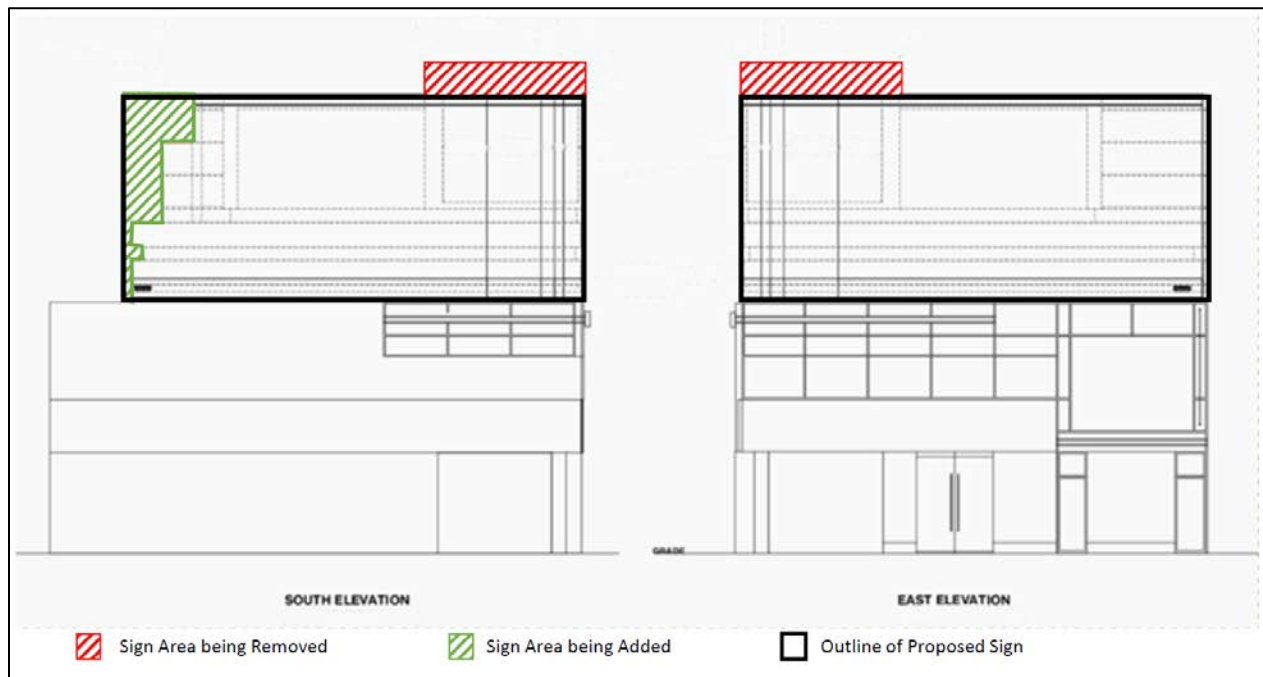 GRADE
SOUTH ELEVATION
EAST ELEVATION
Sign Area being Removed
Sign Area being Added
Outline of Proposed Sign